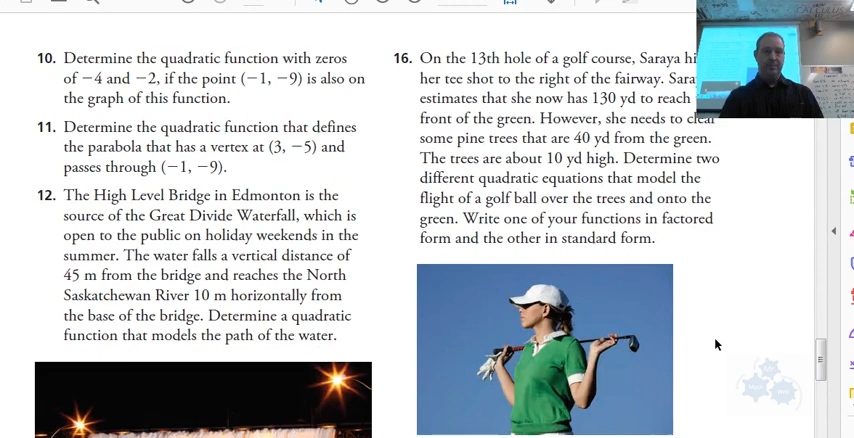 10. Determine the quadratic function with zeros
of −4 and −2, if the point (−1, −9) is also on
the graph of this function.
11. Determine the quadratic function that defines
the parabola that has a vertex at (3, −5) and
passes through (−1, −9).
12. The High Level Bridge in Edmonton is the
source of the Great Divide Waterfall, which is
open to the public on holiday weekends in the
summer. The water falls a vertical distance of
45 m from the bridge and reaches the North
Saskatchewan River 10 m horizontally from
the base of the bridge. Determine a quadratic
function that models the path of the water.
16. On the 13th hole of a golf course, Saraya hi
her tee shot to the right of the fairway. Sara
estimates that she now has 130 yd to reach
front of the green. However, she needs to clear
some pine trees that are 40 yd from the green.
The trees are about 10 yd high. Determine two
different quadratic equations that model the
flight of a golf ball over the trees and onto the
green. Write one of your functions in factored
form and the other in standard form.